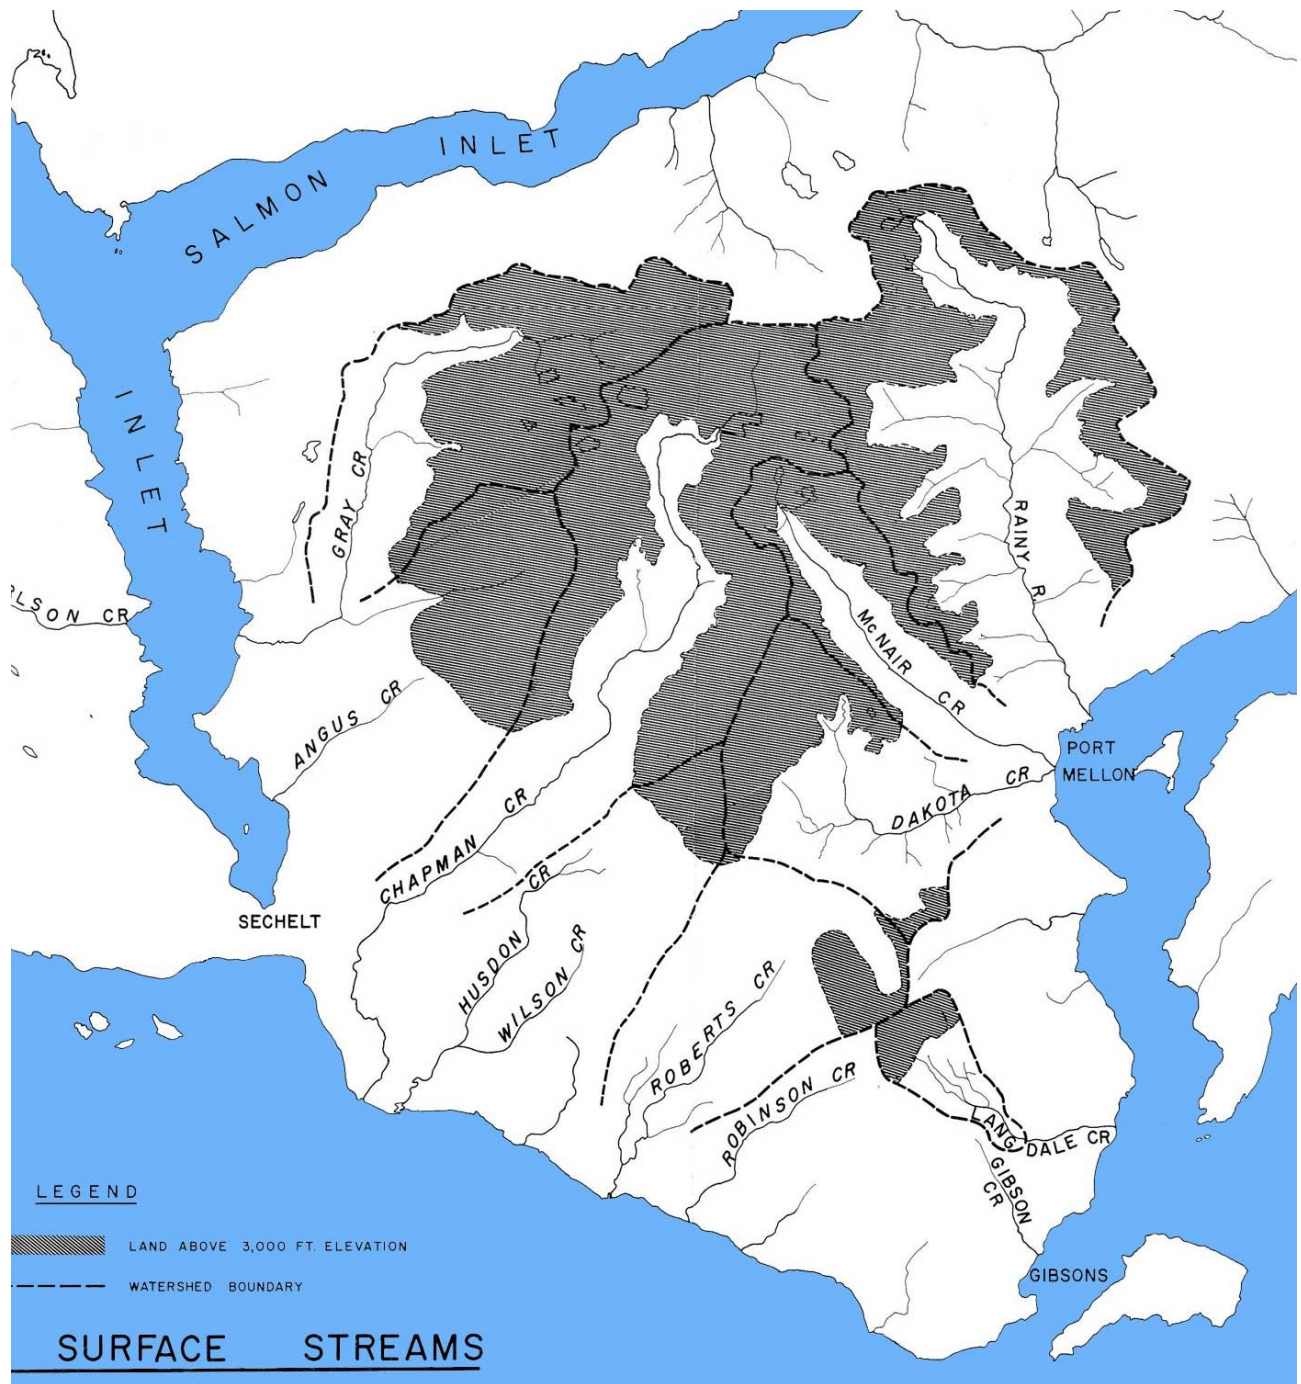 SALMON INLET
INLET
GRAY CR
RLSON CR
ANGUS CR
RAINY R
McNAIR CR
PORT
MELLON
DAKOTA CR
CHAPMAN CR
SECHELT
HUSDON CR
WILSON CR
ROBERTS CR
ROBINSON CR
LANGDALE CR
GIBSON
CR
GIBSONS
LEGEND
LAND ABOVE 3,000 FT. ELEVATION
WATERSHED BOUNDARY
SURFACE STREAMS